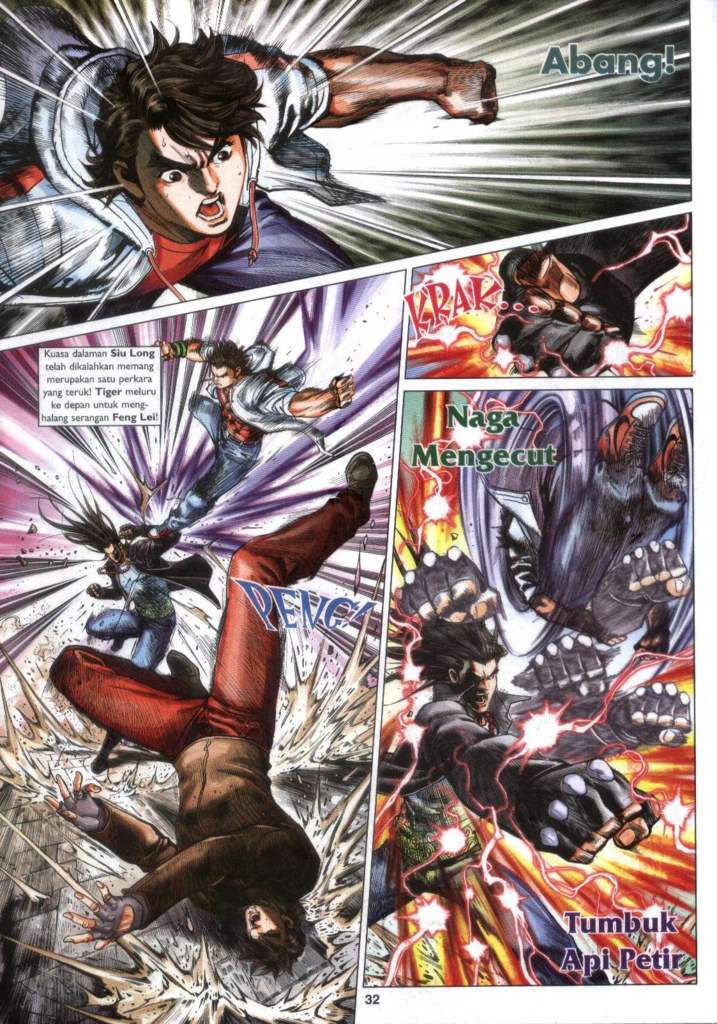 Abang!
KRAK...
Kuasa dalaman Siu Long
telah dikaiahkan memang
merupakan satu perkara
yang teruk! Tiger meluru
ke depan untuk meng-
halang serangan Feng Lei!
PENG!
Naga
Mengecut
Tumbuk
Api Petir
32